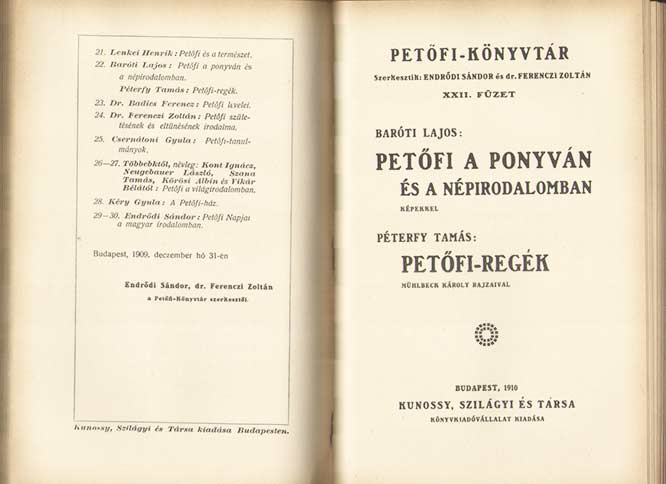 21. Lenkei Henrik : Petőfi és a természet.
22. Baróti Lajos : Petőfi a ponyván és
a népirodalomban.
Péterfy Tamás : Petőfi-regék.
23. Dr. Badics Ferencz : Petőfi levelei.
24. Dr. Ferenczi Zoltán : Petőfi szüle-
tésének és eltünésének irodalma.
25. Csernátoni Gyula : Petőfi-tanul-
mányok.
26—27. Többektől, névleg: Kont Ignácz,
Neugebauer László, Szana
Tamás, Körösi Albin és Vikár
Bélától : Petőfi a világirodalomban.
28. Kéry Gyula : A Petőfi-ház.
29—30. Endrődi Sándor : Petőfi Napjai
a magyar irodalomban.
Budapest, 1909, deczember hó 31-én
Endrődi Sándor, dr. Ferenczi Zoltán
a Petőfi-Könyvtár szerkesztői.
Kunossy, Szilágyi és Társa kiadása Budapesten.
PETŐFI-KÖNYVTÁR
Szerkesztik: ENDRŐDI SÁNDOR és dr. FERENCZI ZOLTÁN
XXII. FÜZET
BARÓTI LAJOS:
PETŐFI A PONYVÁN
ÉS A NÉPIRODALOMBAN
KÉPEKKEL
PÉTERFY TAMÁS:
PETŐFI-REGÉK
MÜHLBECK KÁROLY RAJZAIVAL
BUDAPEST, 1910
KUNOSSY, SZILÁGYI ÉS TÁRSA
KÖNYVKIADÓVÁLLALAT KIADÁSA